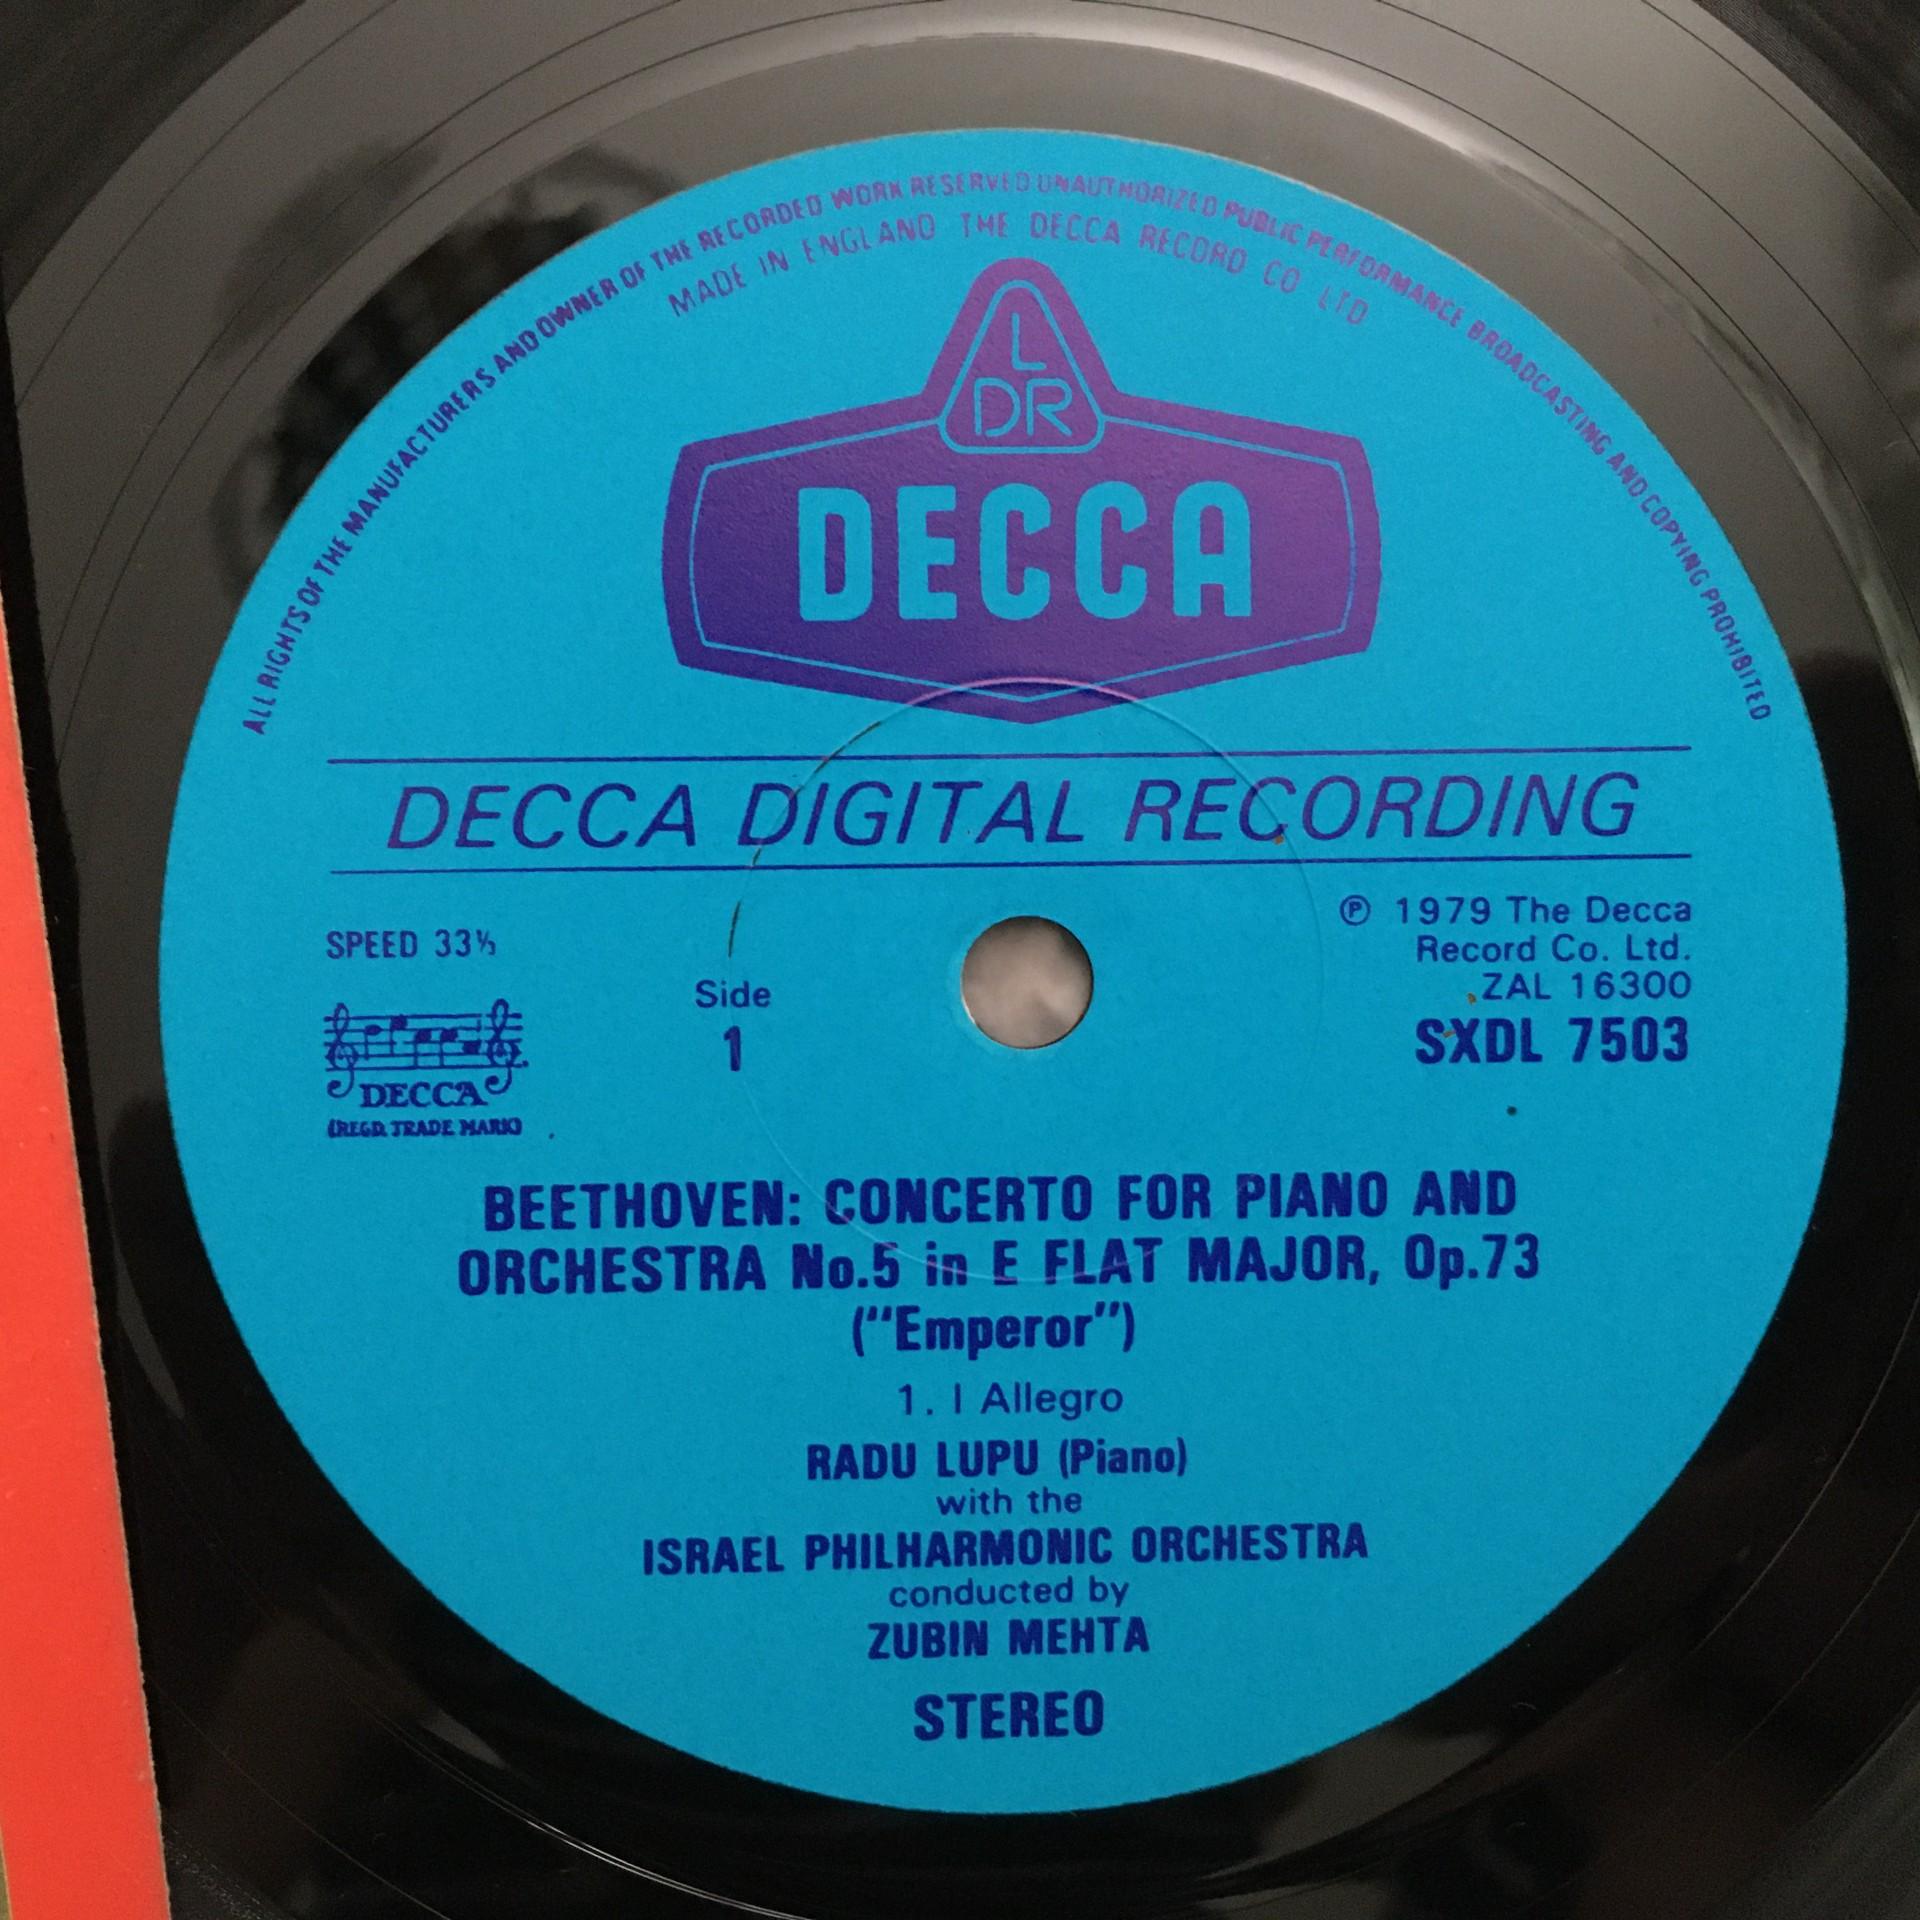 ALL RIGHTS OF THE MANUFACTURERS AND OWNER OF THE RECORDED WORK RESERVED UNAUTHORIZED PUBLIC PERFORMANCE BROADCASTING AND COPYING PROHIBITED
MADE IN ENGLAND THE DECCA RECORD CO LTD
L
DR
DECCA
DECCA DIGITAL RECORDING
SPEED 33⅓
℗ 1979 The Decca
Record Co. Ltd.
ZAL 16300
SXDL 7503
Side
1
DECCA
(REGD. TRADE MARK)
BEETHOVEN: CONCERTO FOR PIANO AND
ORCHESTRA No.5 in E FLAT MAJOR, Op.73
(“Emperor”)
1. I Allegro
RADU LUPU (Piano)
with the
ISRAEL PHILHARMONIC ORCHESTRA
conducted by
ZUBIN MEHTA
STEREO